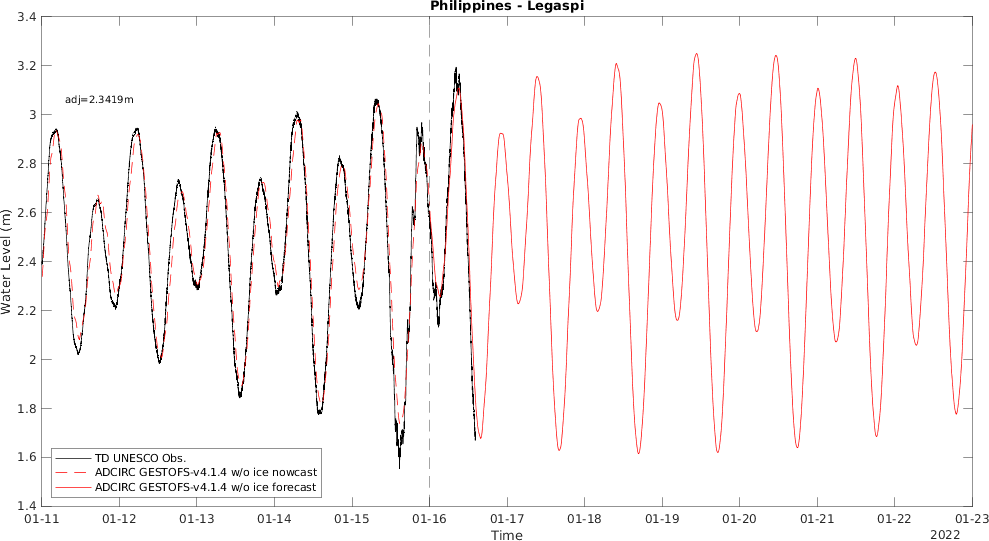 Philippines - Legaspi
3.4
3.2
3
2.8
2.6
2.4
2.2
2
1.8
1.6
1.4
Water Level (m)
adj=2.3419m
TD UNESCO Obs.
ADCIRC GESTOFS-v4.1.4 w/o ice nowcast
ADCIRC GESTOFS-v4.1.4 w/o ice forecast
01-11 01-12 01-13 01-14 01-15 01-16 01-17 01-18 01-19 01-20 01-21 01-22 01-23
Time
2022